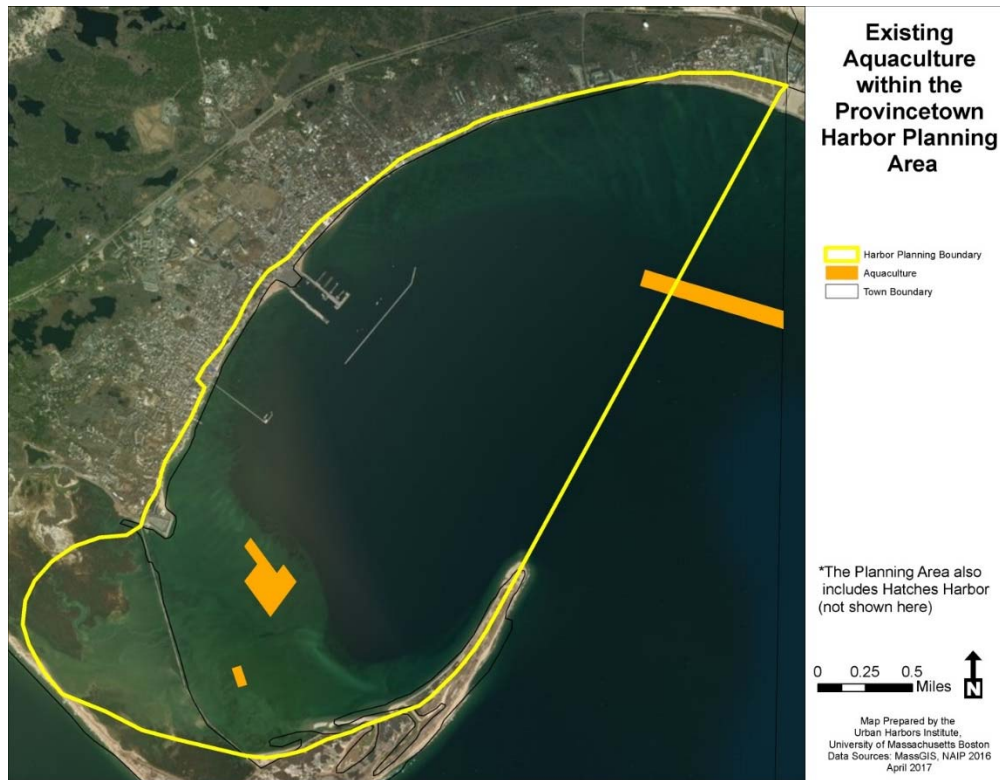 Existing
Aquaculture
within the
Provincetown
Harbor Planning
Area
Harbor Planning Boundary
Aquaculture
Town Boundary
*The Planning Area also
includes Hatches Harbor
(not shown here)
0 0.25 0.5
Miles
N
Map Prepared by the
Urban Harbors Institute,
University of Massachusetts Boston
Data Sources: MassGIS, NAIP 2016
April 2017